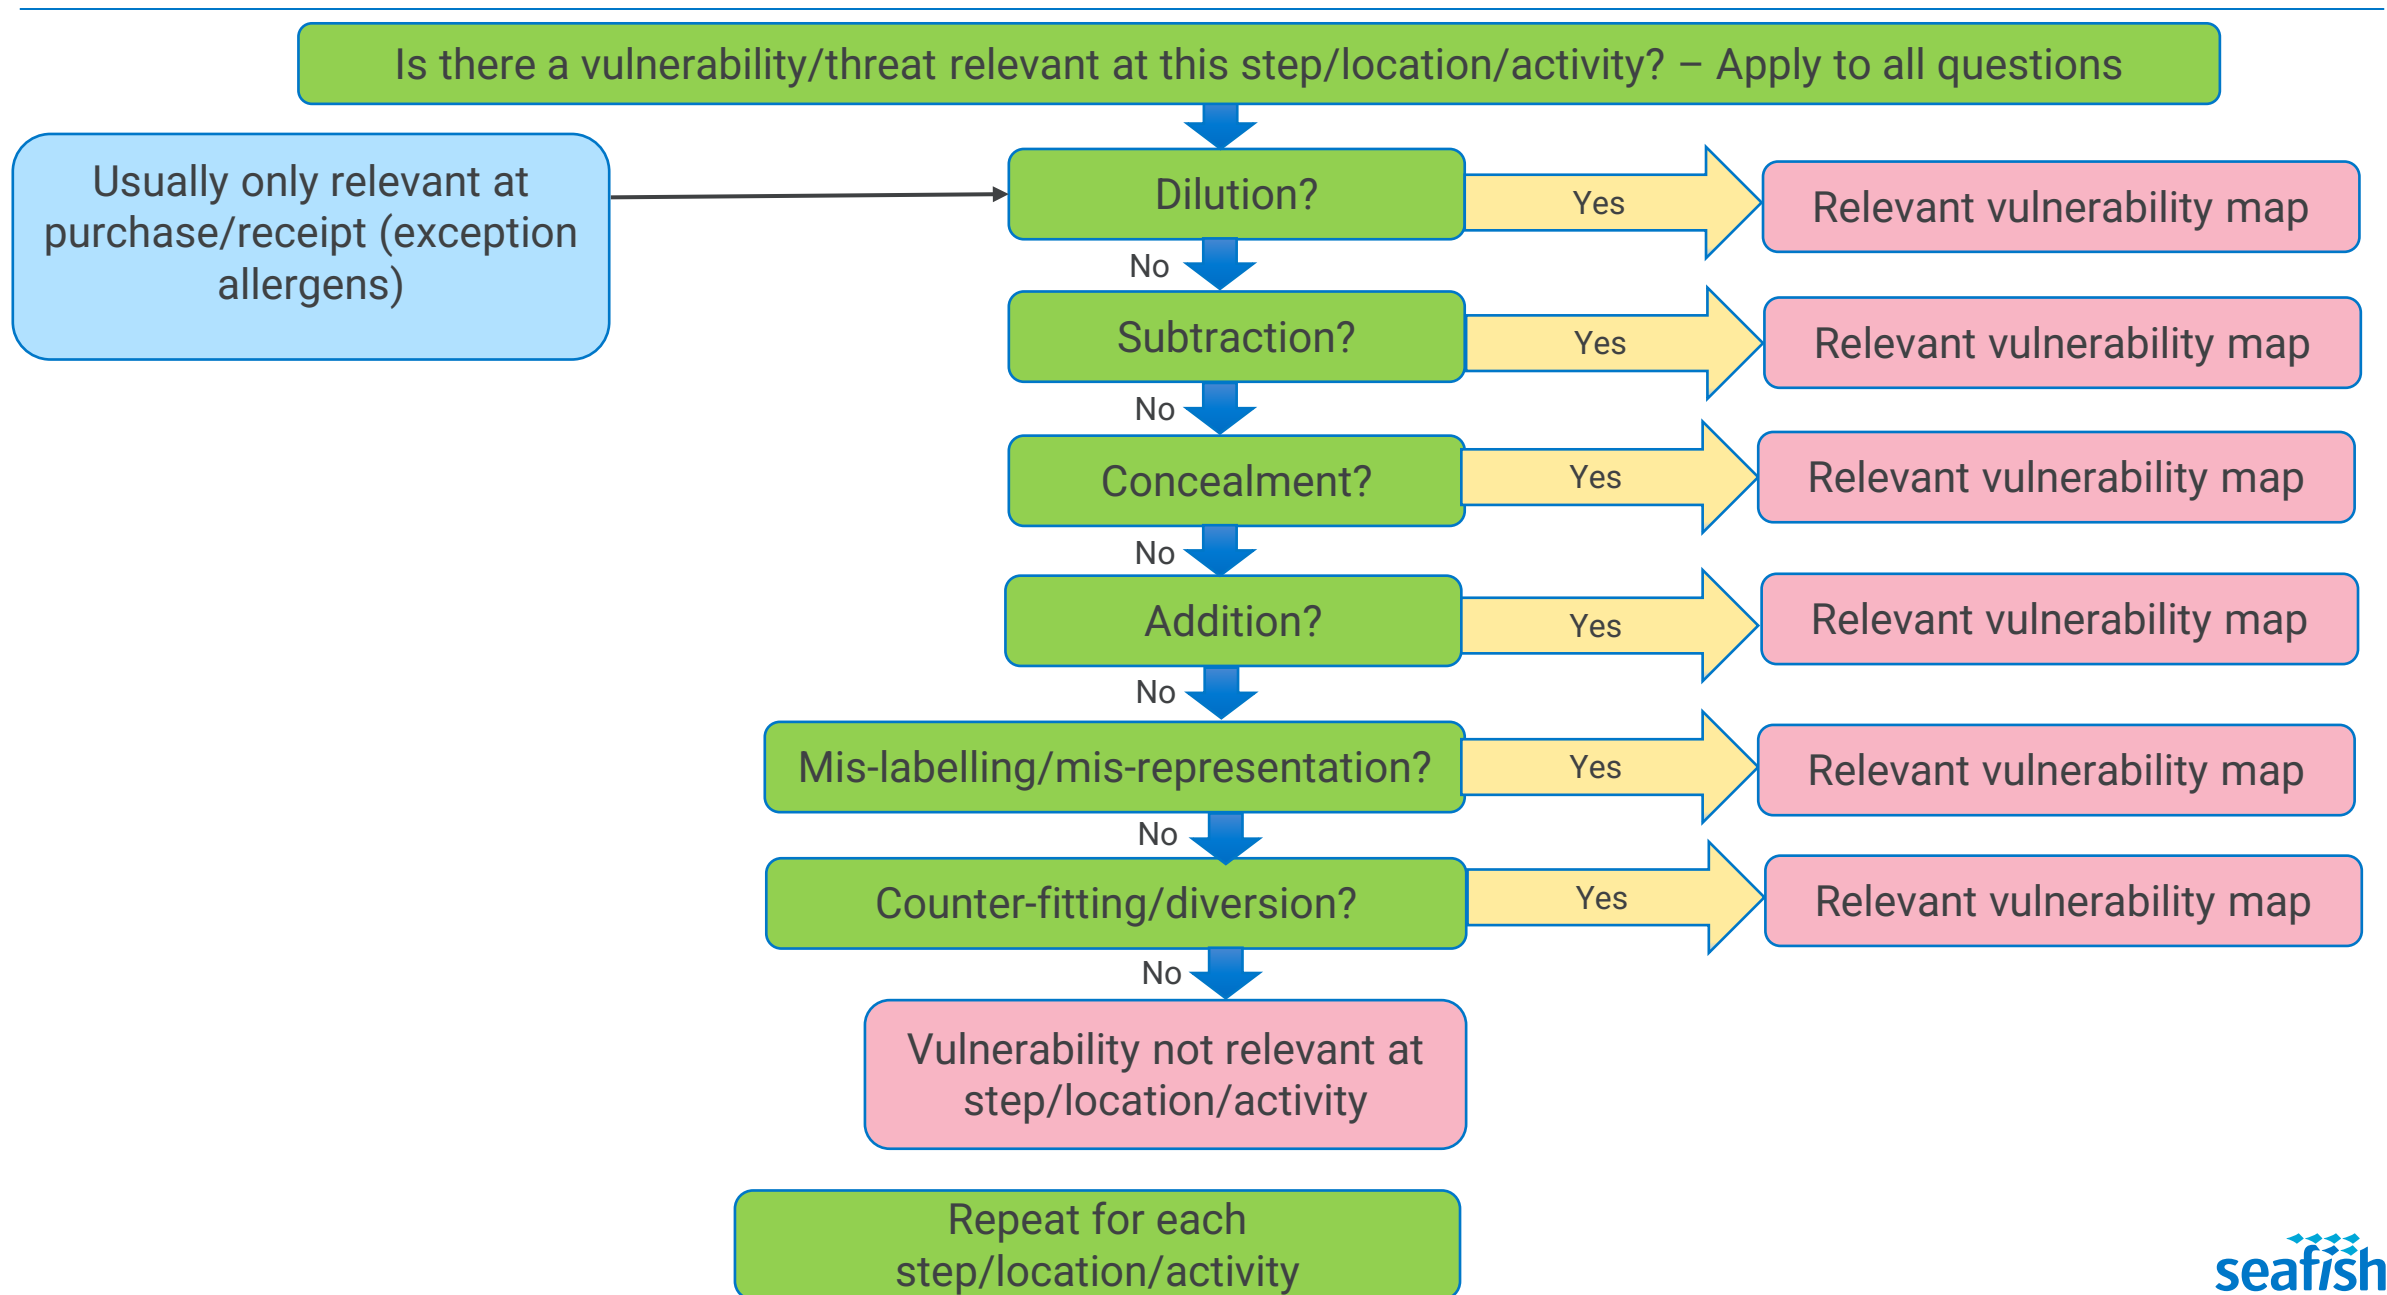 Is there a vulnerability/threat relevant at this step/location/activity? – Apply to all questions
Usually only relevant at
purchase/receipt (exception
allergens)
Dilution?
Yes
Relevant vulnerability map
No
Subtraction?
Yes
Relevant vulnerability map
No
Concealment?
Yes
Relevant vulnerability map
No
Addition?
Yes
Relevant vulnerability map
No
Mis-labelling/mis-representation?
Yes
Relevant vulnerability map
No
Counter-fitting/diversion?
Yes
Relevant vulnerability map
No
Vulnerability not relevant at
step/location/activity
Repeat for each
step/location/activity
seafish